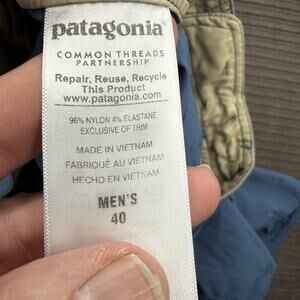 patagonia®
COMMON THREADS
PARTNERSHIP
Repair, Reuse, Recycle
This Product
www.patagonia.com
96% NYLON 4% ELASTANE
EXCLUSIVE OF TRIM
MADE IN VIETNAM
FABRIQUÉ AU VIETNAM
HECHO EN VIETNAM
MEN'S
40